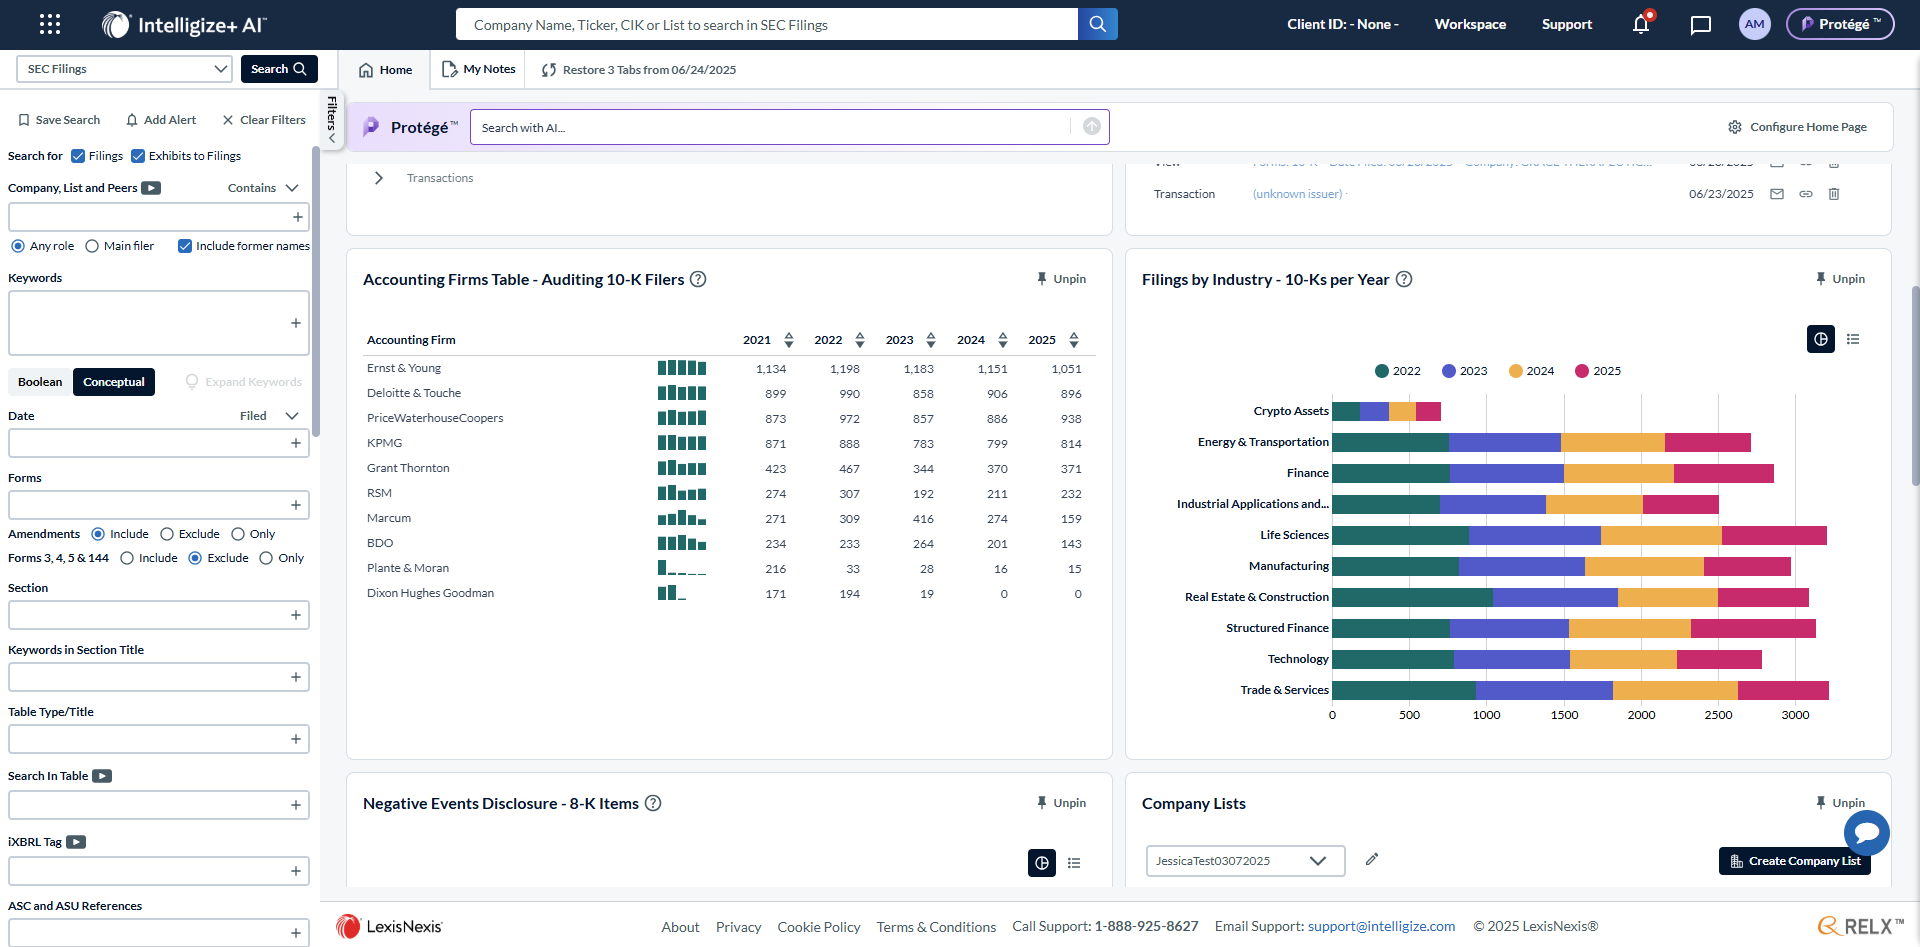 Intelligize+ AI™
Company Name, Ticker, CIK or List to search in SEC Filings
Client ID: - None -
Workspace
Support
AM
Protégé™
SEC Filings
Search
Home
My Notes
Restore 3 Tabs from 06/24/2025
Filters
Save Search
Add Alert
Clear Filters
Search for Filings Exhibits to Filings
Company, List and Peers Contains
Any role Main filer Include former names
Keywords
Boolean Conceptual Expand Keywords
Date Filed
Forms
Amendments Include Exclude Only
Forms 3, 4, 5 & 144 Include Exclude Only
Section
Keywords in Section Title
Table Type/Title
Search In Table
iXBRL Tag
ASC and ASU References
Protégé™
Search with AI...
Configure Home Page
Transactions
Transaction (unknown issuer) - 06/23/2025
Accounting Firms Table - Auditing 10-K Filers
Unpin
Accounting Firm 2021 2022 2023 2024 2025
Ernst & Young 1,134 1,198 1,183 1,151 1,051
Deloitte & Touche 899 990 858 906 896
PriceWaterhouseCoopers 873 972 857 886 938
KPMG 871 888 783 799 814
Grant Thornton 423 467 344 370 371
RSM 274 307 192 211 232
Marcum 271 309 416 274 159
BDO 234 233 264 201 143
Plante & Moran 216 33 28 16 15
Dixon Hughes Goodman 171 194 19 0 0
Filings by Industry - 10-Ks per Year
Unpin
2022 2023 2024 2025
Crypto Assets
Energy & Transportation
Finance
Industrial Applications and...
Life Sciences
Manufacturing
Real Estate & Construction
Structured Finance
Technology
Trade & Services
0 500 1000 1500 2000 2500 3000
Negative Events Disclosure - 8-K Items
Unpin
Company Lists
Unpin
JessicaTest03072025
Create Company List
LexisNexis®
About
Privacy
Cookie Policy
Terms & Conditions
Call Support: 1-888-925-8627
Email Support: support@intelligize.com
© 2025 LexisNexis®
RELX™